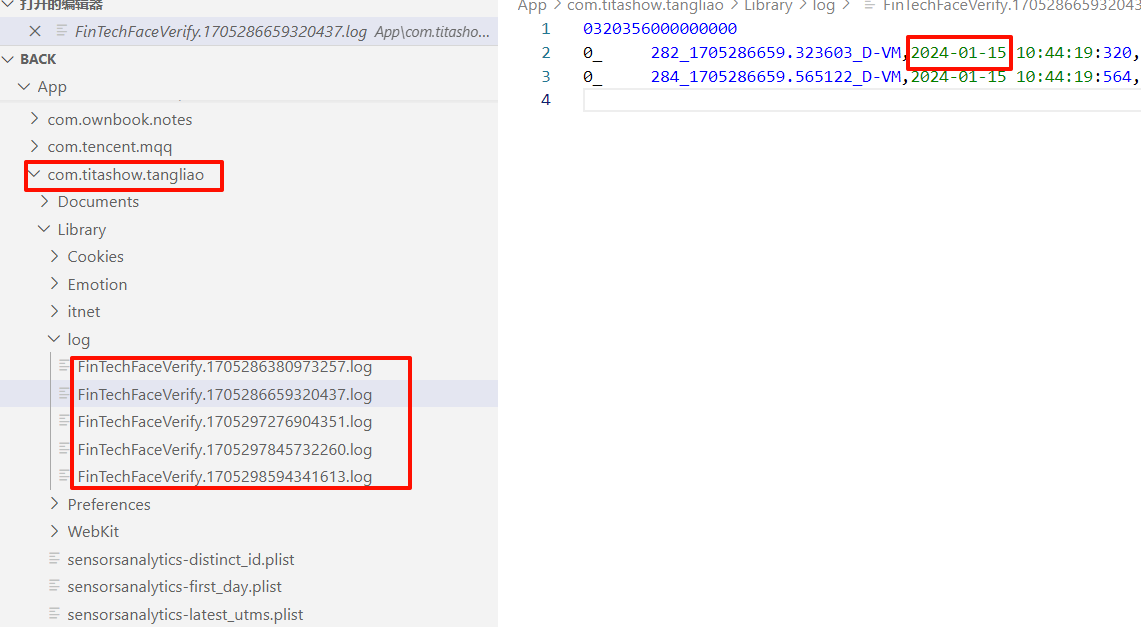 打开的编辑器
FinTechFaceVerify.1705286659320437.log App\com.titasho...
BACK
App
com.ownbook.notes
com.tencent.mqq
com.titashow.tangliao
Documents
Library
Cookies
Emotion
itnet
log
FinTechFaceVerify.1705286380973257.log
FinTechFaceVerify.1705286659320437.log
FinTechFaceVerify.1705297276904351.log
FinTechFaceVerify.1705297845732260.log
FinTechFaceVerify.1705298594341613.log
Preferences
WebKit
sensorsanalytics-distinct_id.plist
sensorsanalytics-first_day.plist
sensorsanalytics-latest_utms.plist
App > com.titashow.tangliao > Library > log > FinTechFaceVerify.170528665932043
1 0320356000000000
2 0_ 282_1705286659.323603_D-VM,2024-01-15 10:44:19:320,
3 0_ 284_1705286659.565122_D-VM,2024-01-15 10:44:19:564,
4